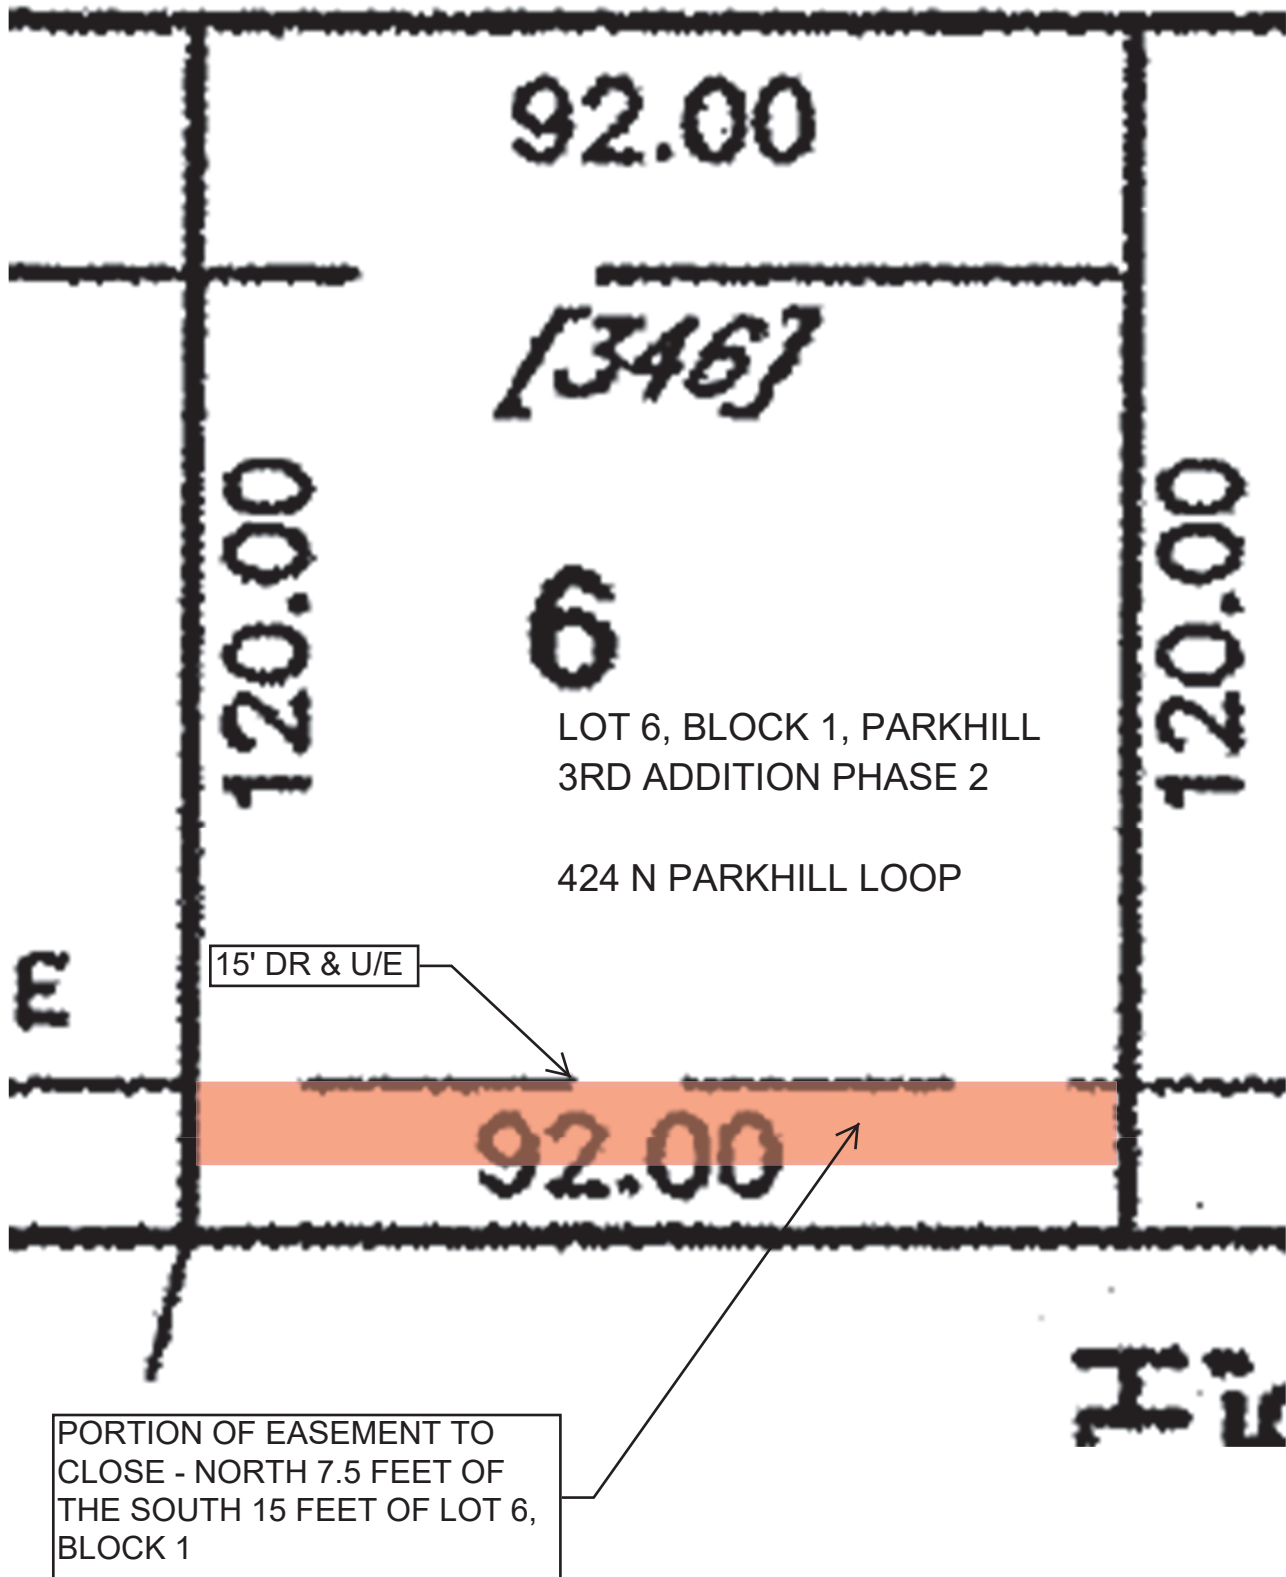 92.00
[346]
120.00
120.00
6
LOT 6, BLOCK 1, PARKHILL
3RD ADDITION PHASE 2
424 N PARKHILL LOOP
15' DR & U/E
E
92.00
PORTION OF EASEMENT TO
CLOSE - NORTH 7.5 FEET OF
THE SOUTH 15 FEET OF LOT 6,
BLOCK 1